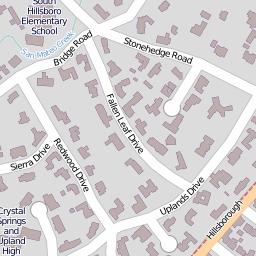 South
Hillsboro
Elementary
School
San Mateo Creek
Bridge Road
Stonehedge Road
Fallen Leaf Drive
Sierra Drive
Redwood Drive
Uplands Drive
Hillsborough
Crystal
Springs
and
Upland
High